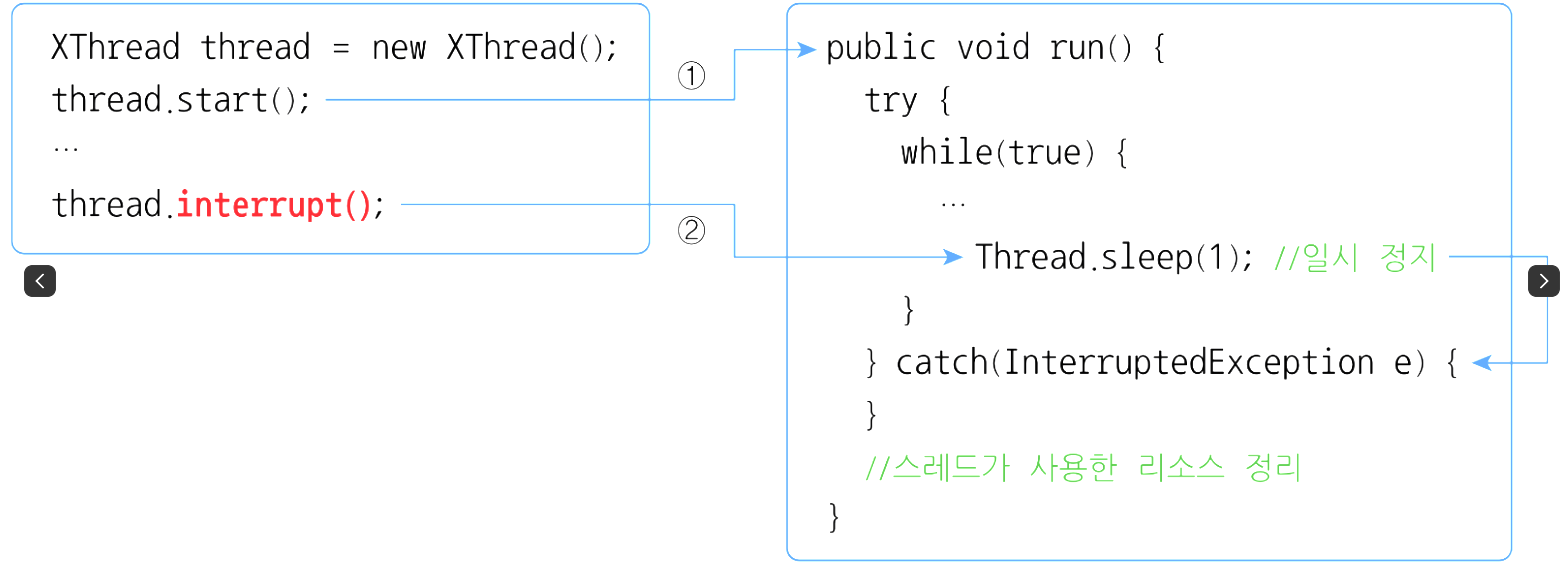 XThread thread = new XThread();
thread.start();
...
thread.interrupt();
①
②
public void run() {
try {
while(true) {
...
Thread.sleep(1); //일시 정지
}
} catch(InterruptedException e) {
}
//스레드가 사용한 리소스 정리
}